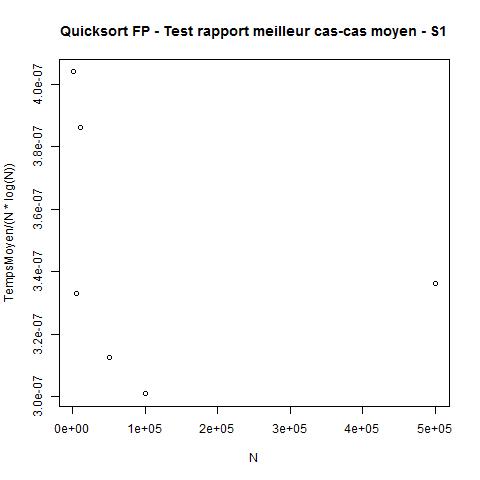 Quicksort FP - Test rapport meilleur cas-cas moyen - S1
TempsMoyen/(N * log(N))
4.0e-07
3.8e-07
3.6e-07
3.4e-07
3.2e-07
3.0e-07
0e+00 1e+05 2e+05 3e+05 4e+05 5e+05
N